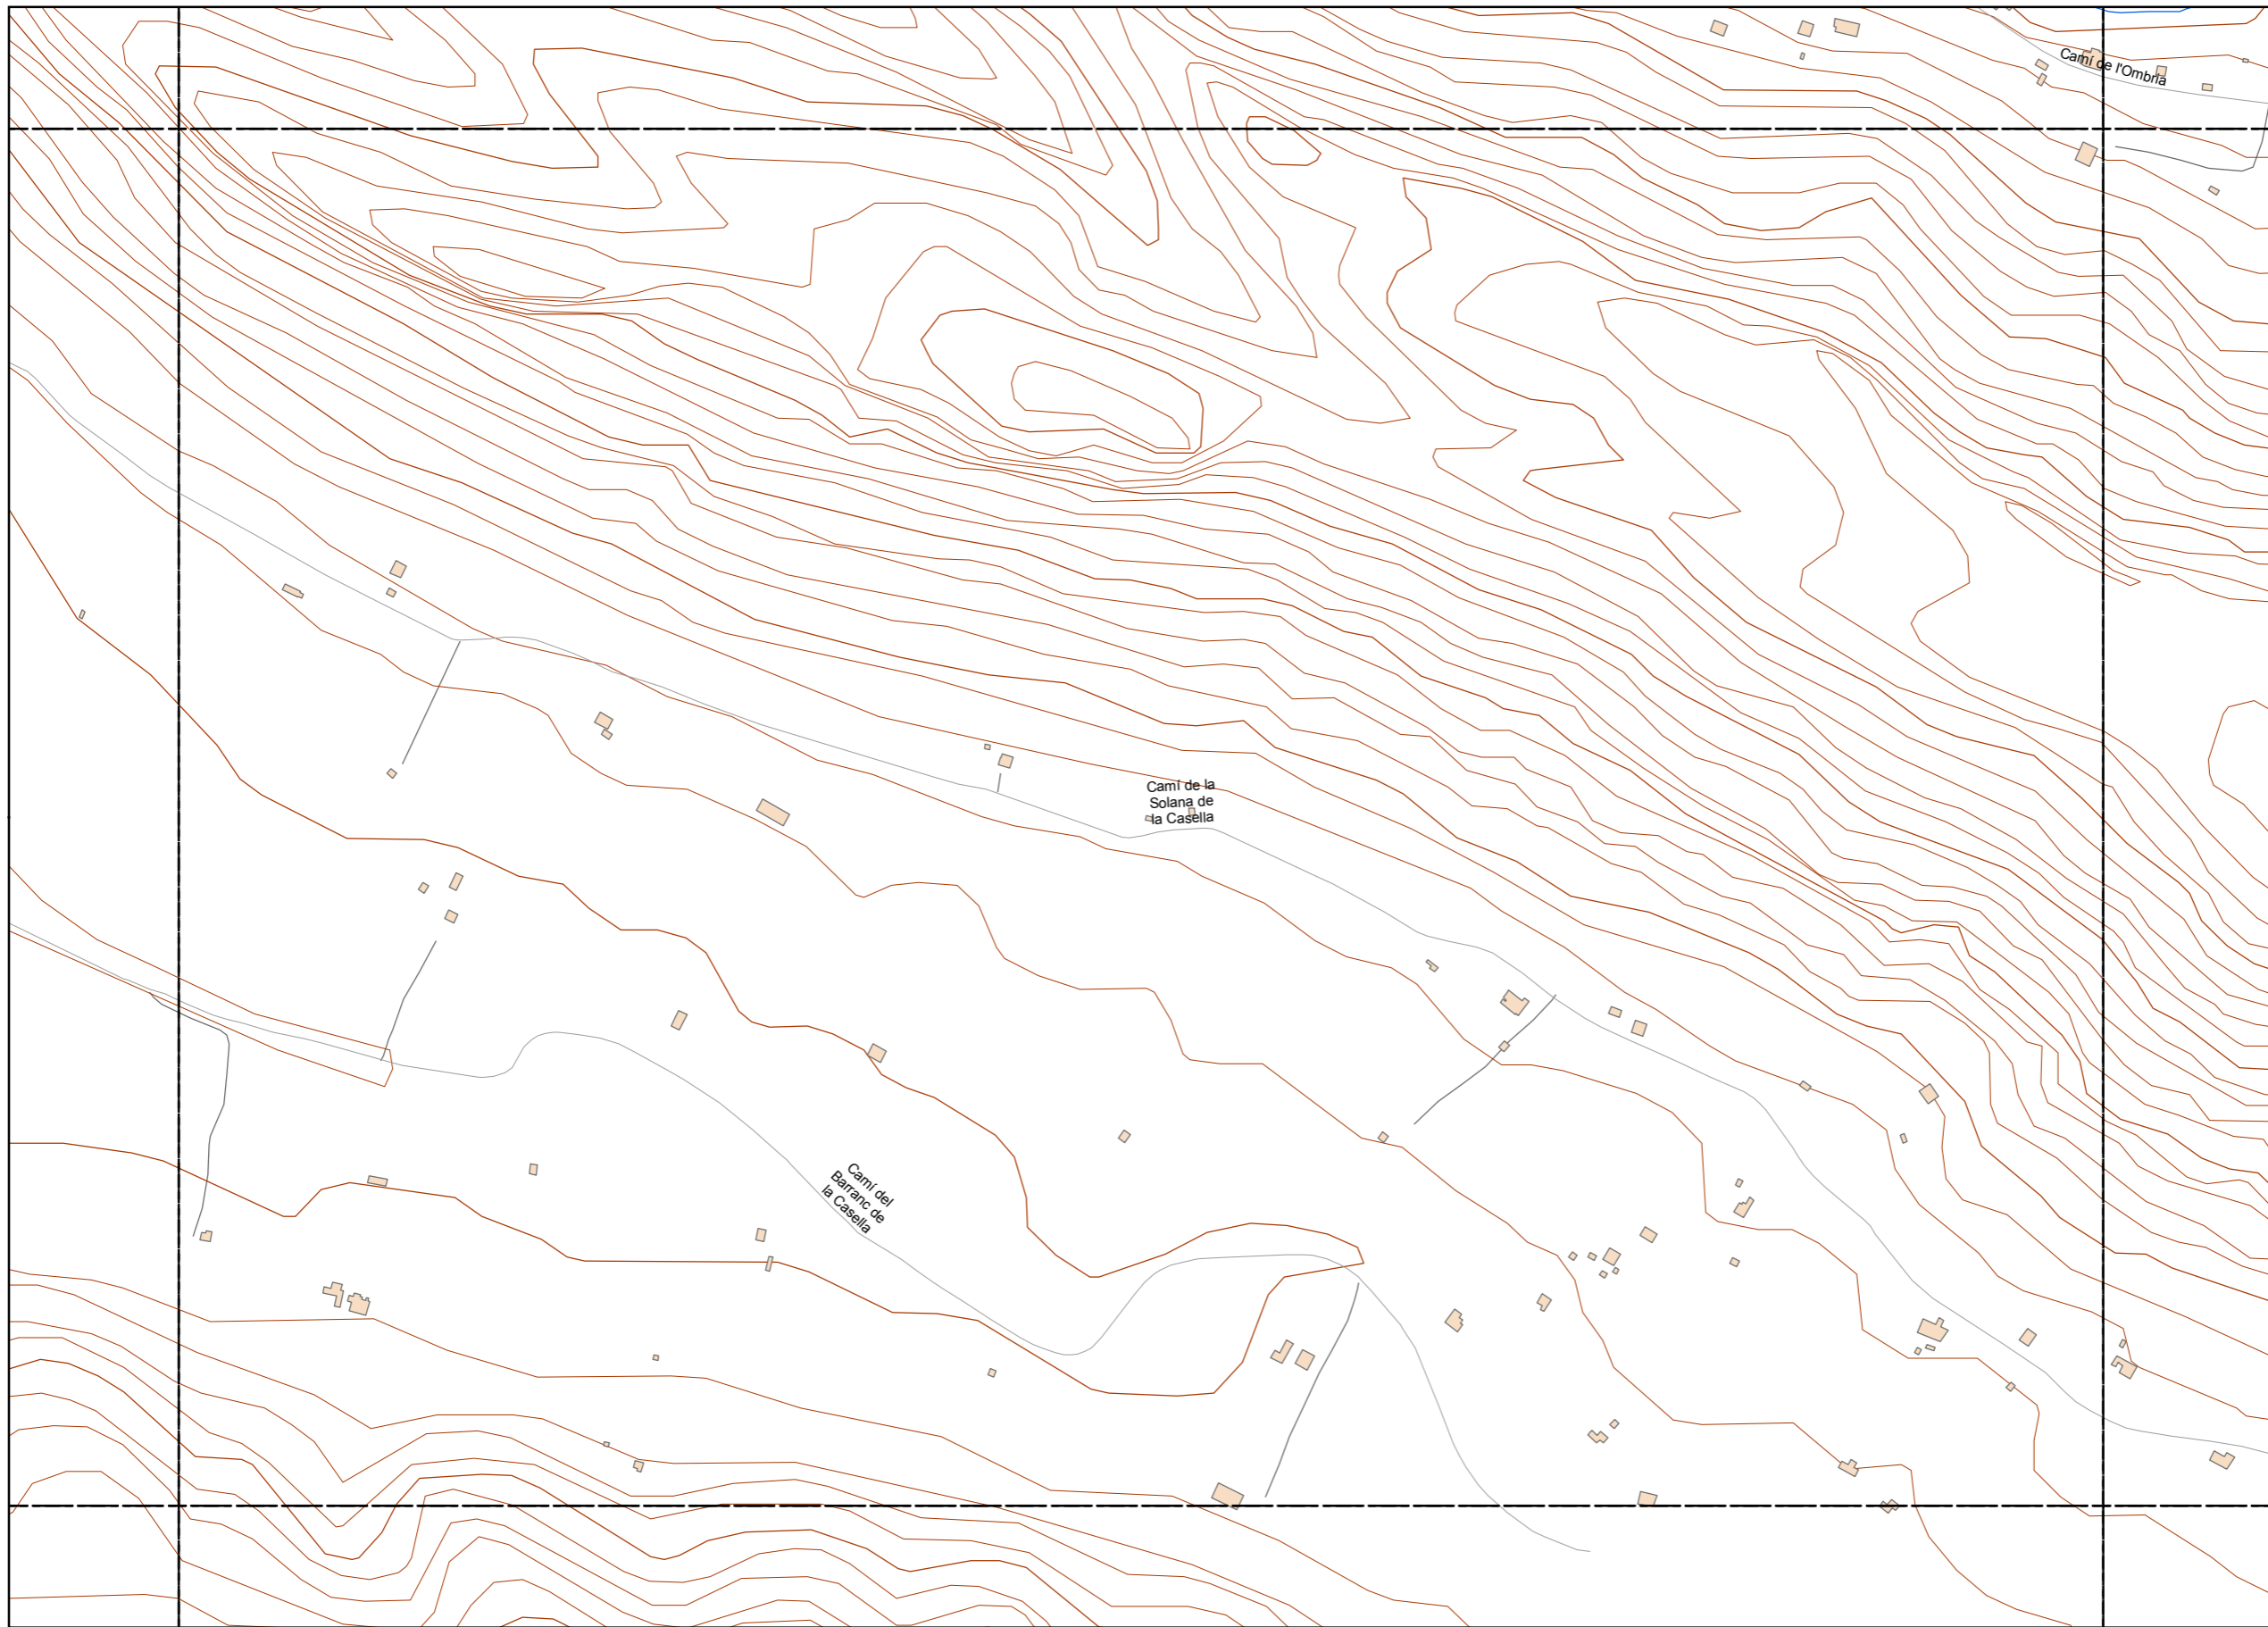 Camí de l'Ombria
Camí de la
Solana de
la Casella
Camí del
Barranc de
la Casella